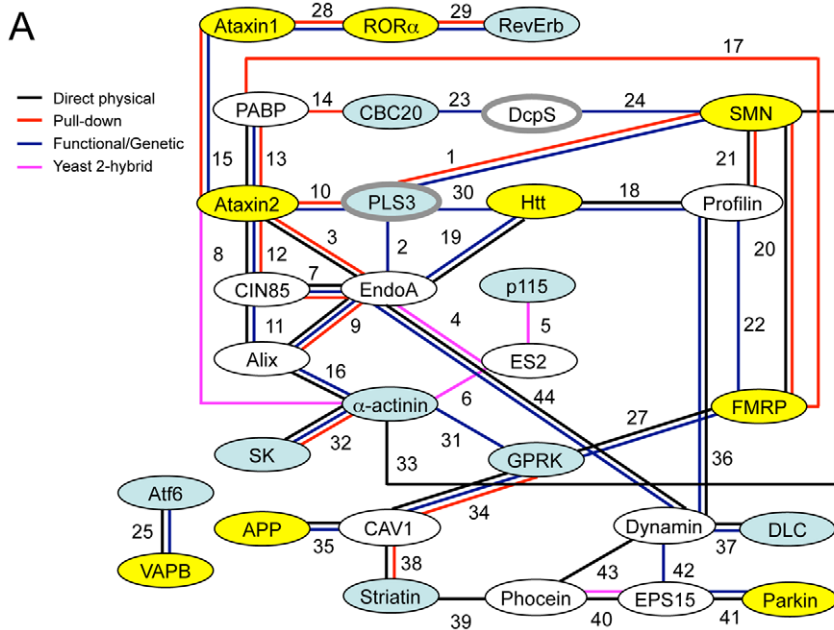 A
28
29
Ataxin1
RORα
RevErb
17
Direct physical
Pull-down
Functional/Genetic
Yeast 2-hybrid
PABP
14
CBC20
23
DcpS
24
SMN
15
13
1
21
Ataxin2
10
PLS3
30
Htt
18
Profilin
8
12
3
2
19
20
7
CIN85
EndoA
p115
11
9
4
5
22
Alix
ES2
16
6
44
α-actinin
FMRP
32
31
27
SK
33
GPRK
36
Atf6
34
25
APP
35
CAV1
Dynamin
37
DLC
VAPB
38
43
42
Striatin
39
Phocein
40
EPS15
41
Parkin